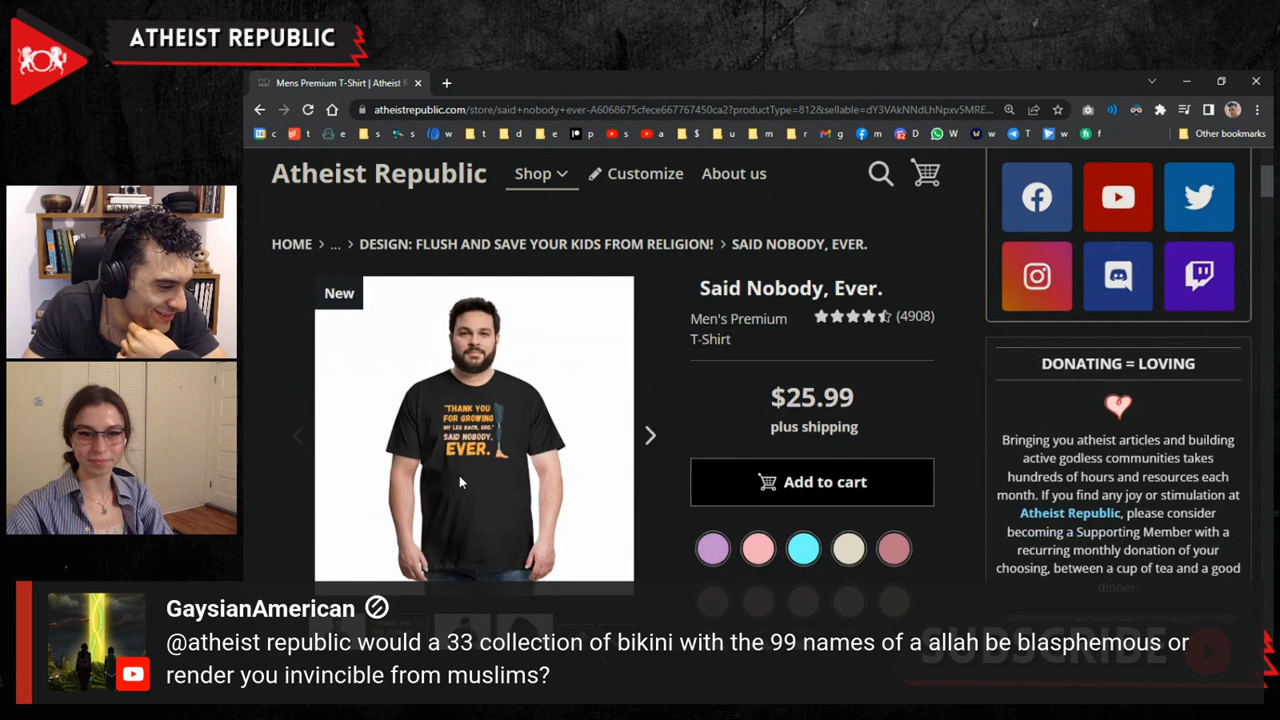 ATHEIST REPUBLIC
Mens Premium T-Shirt | Atheist R
atheistrepublic.com/store/said+nobody+ever-A6068675cfece667767450ca2?productType=812&sellable=dY3VAkNNdLhNpxv5MRE...
c t e s s w t d e p s a $ u m r g m D w w T w f Other bookmarks
Atheist Republic Shop Customize About us
HOME > ... > DESIGN: FLUSH AND SAVE YOUR KIDS FROM RELIGION! > SAID NOBODY, EVER.
New
"THANK YOU
FOR GROWING
MY LEG BACK, GOD."
SAID NOBODY.
EVER.
Said Nobody, Ever.
Men's Premium
T-Shirt
(4908)
$25.99
plus shipping
Add to cart
DONATING = LOVING
Bringing you atheist articles and building
active godless communities takes
hundreds of hours and resources each
month. If you find any joy or stimulation at
Atheist Republic, please consider
becoming a Supporting Member with a
recurring monthly donation of your
choosing, between a cup of tea and a good
dinner.
SUBSCRIBE
GaysianAmerican
@atheist republic would a 33 collection of bikini with the 99 names of a allah be blasphemous or
render you invincible from muslims?